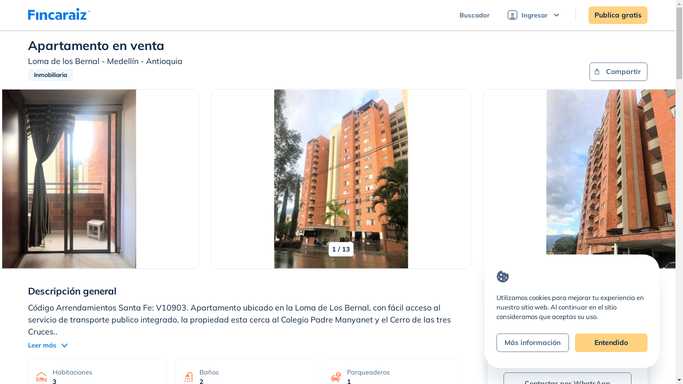 Fincaraiz
Buscador
Ingresar
Publica gratis
Apartamento en venta
Loma de los Bernal - Medellín - Antioquia
Inmobiliaria
Compartir
1 / 13
Descripción general
Código Arrendamientos Santa Fe: V10903. Apartamento ubicado en la Loma de Los Bernal, con fácil acceso al
servicio de transporte publico integrado, la propiedad esta cerca al Colegio Padre Manyanet y el Cerro de las tres
Cruces..
Leer más
Habitaciones
3
Baños
2
Parqueaderos
1
Utilizamos cookies para mejorar tu experiencia en
nuestro sitio web. Al continuar en el sitio
consideramos que aceptas su uso.
Más información
Entendido
Contactar por WhatsApp